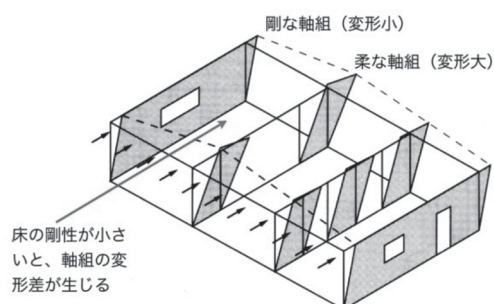 剛な軸組（変形小）
柔な軸組（変形大）
床の剛性が小さ
いと、軸組の変
形差が生じる